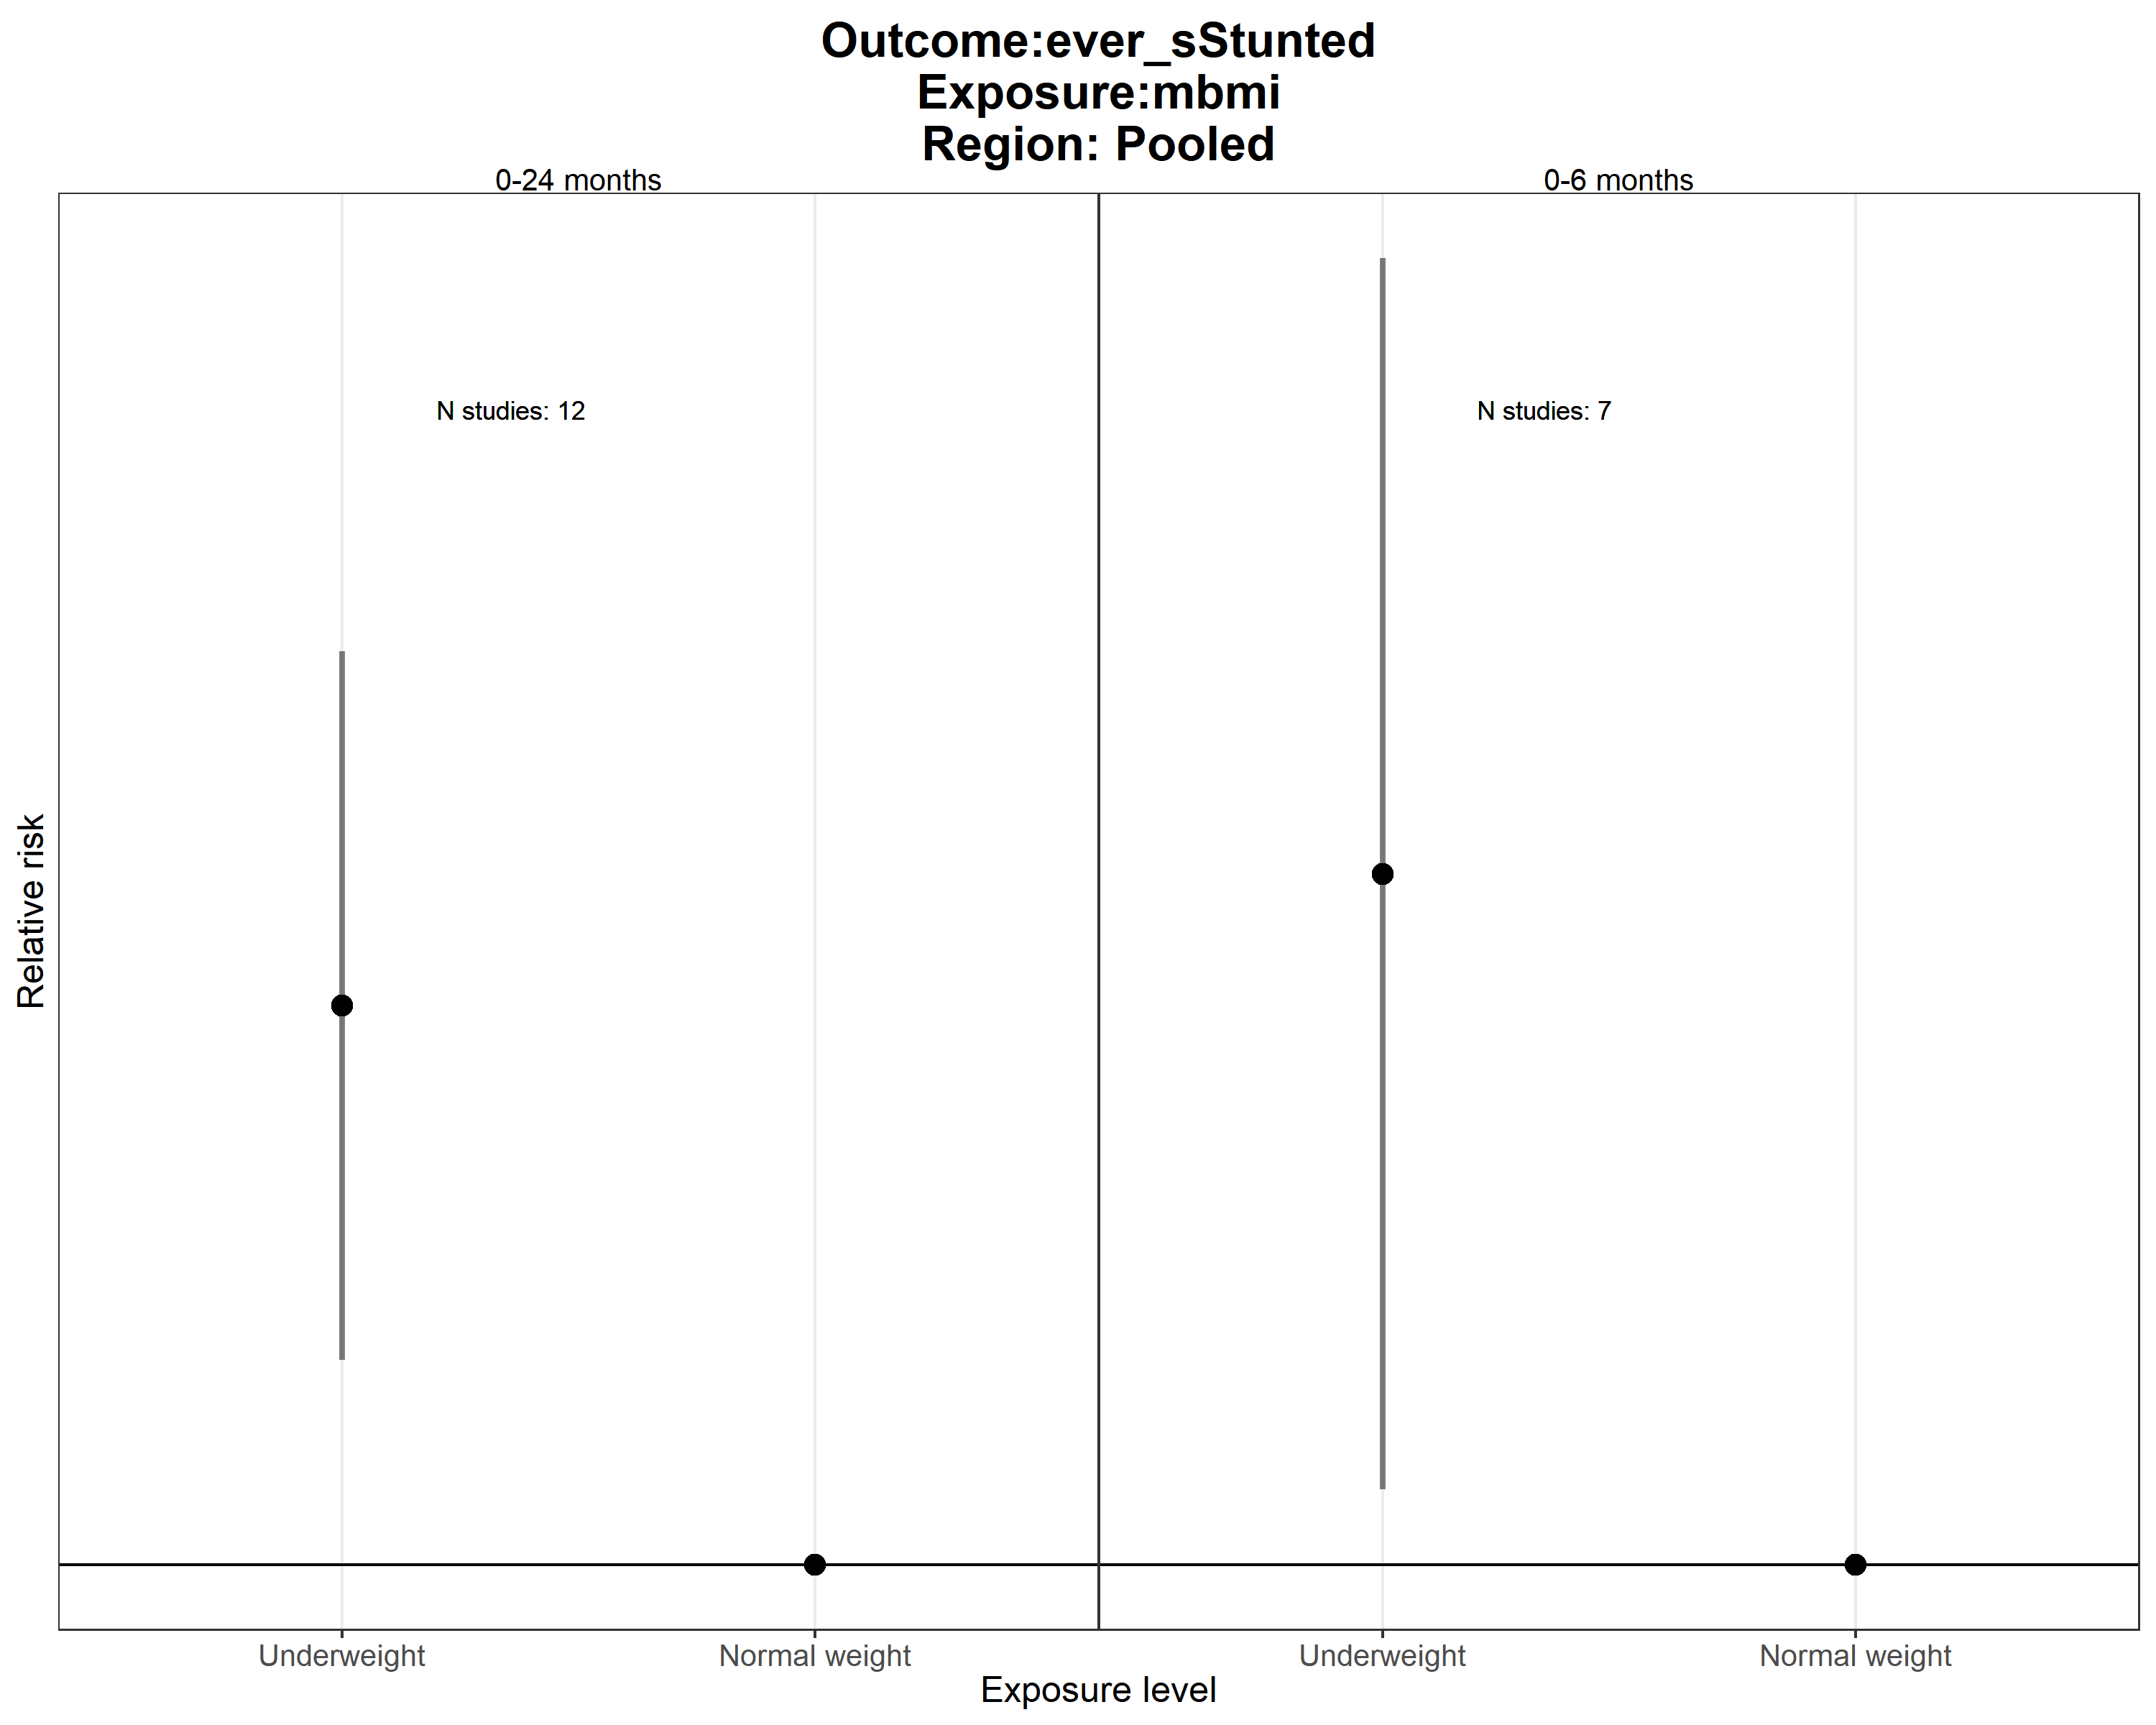 Outcome:ever_sStunted
Exposure:mbmi
Region: Pooled
0-24 months
0-6 months
N studies: 12
N studies: 7
Relative risk
Underweight
Normal weight
Underweight
Normal weight
Exposure level